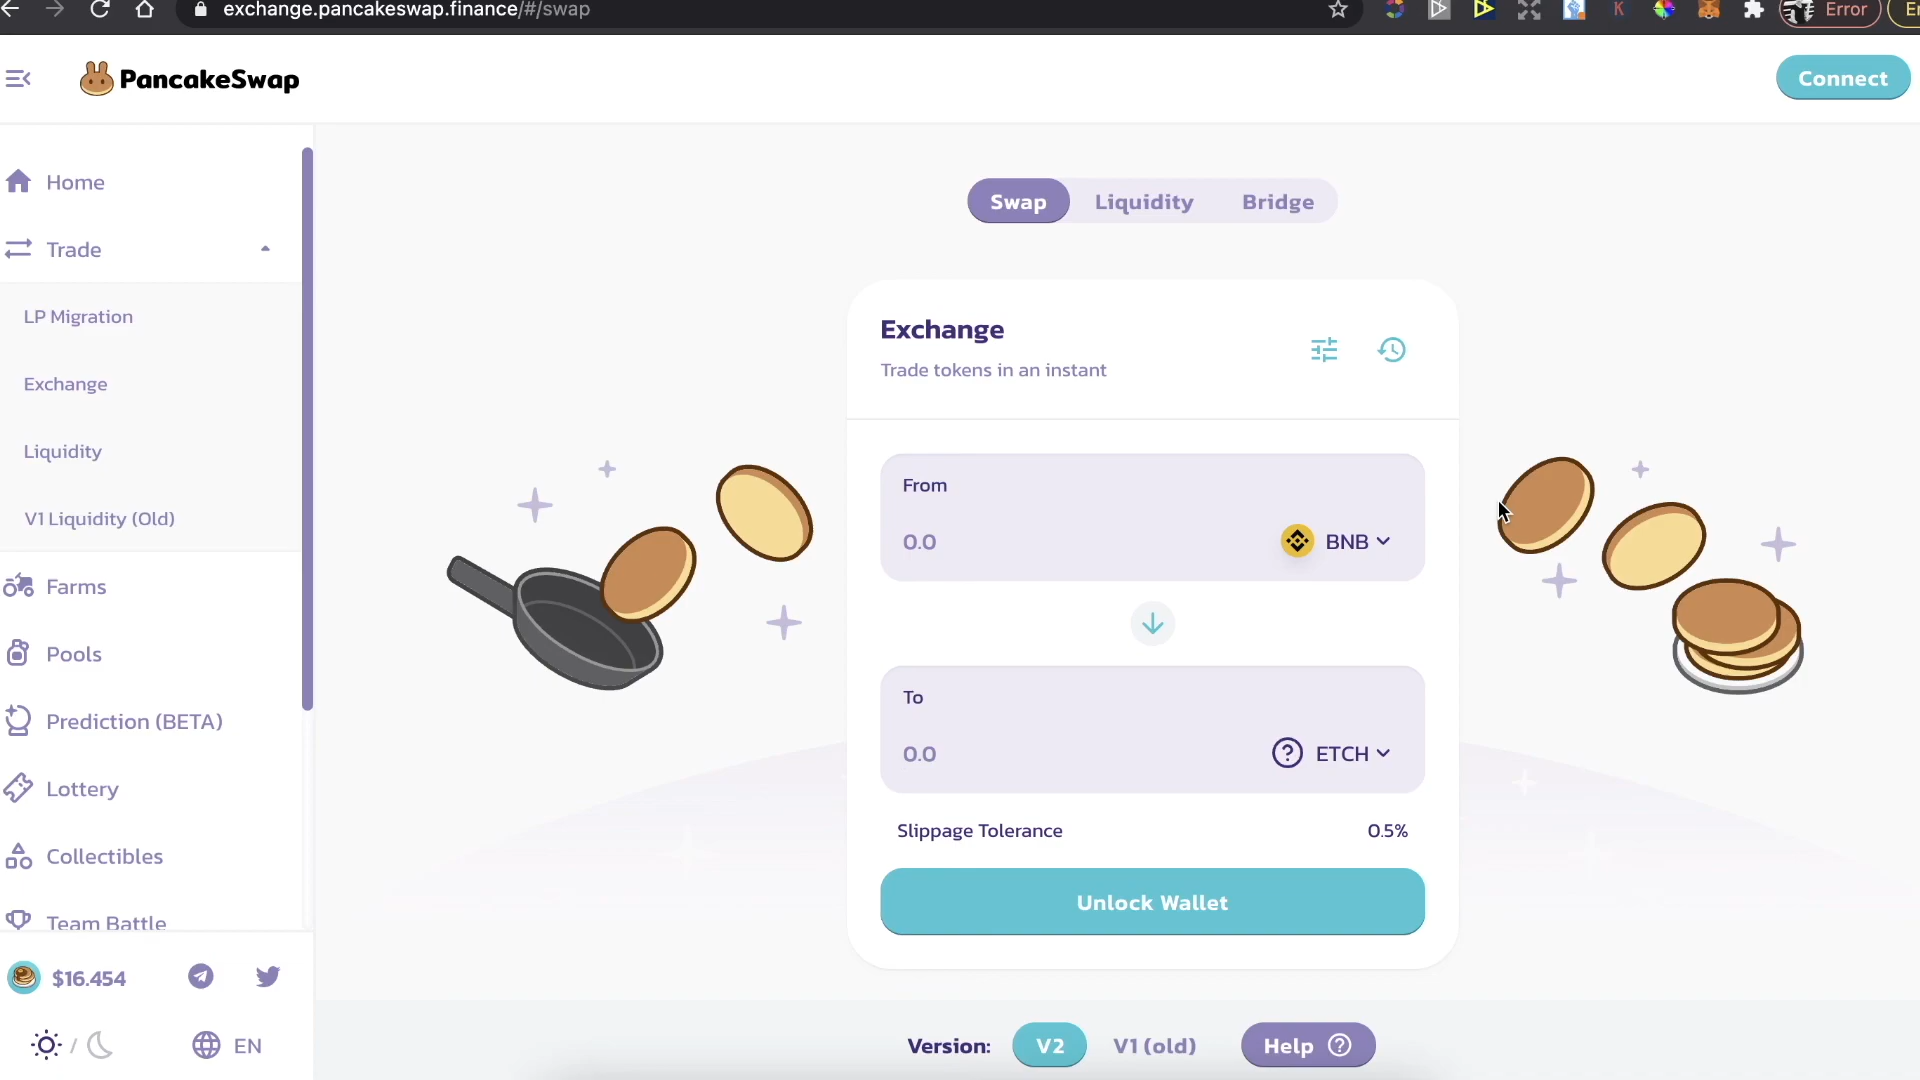 exchange.pancakeswap.finance/#/swap
K
Error
PancakeSwap
Connect
Home
Trade
LP Migration
Exchange
Liquidity
V1 Liquidity (Old)
Farms
Pools
Prediction (BETA)
Lottery
Collectibles
Team Battle
$16.454
/
EN
Swap
Liquidity
Bridge
Exchange
Trade tokens in an instant
From
0.0
BNB
To
0.0
ETCH
Slippage Tolerance
0.5%
Unlock Wallet
Version:
V2
V1 (old)
Help